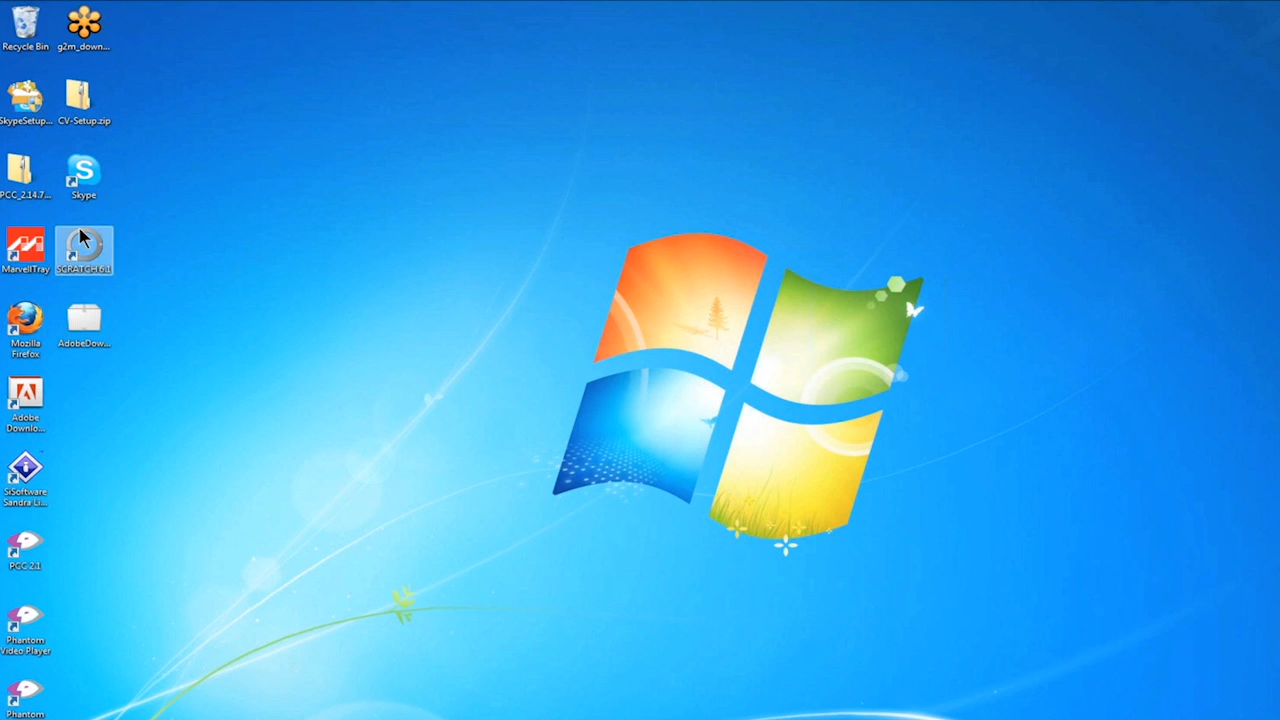 Recycle Bin
g2m_down...
SkypeSetup...
CV-Setup.zip
PCC_2.14.7...
Skype
MarvellTray
SCRATCH 6.1
Mozilla
Firefox
AdobeDow...
Adobe
Downlo...
SiSoftware
Sandra Li...
PCC 2.1
Phantom
Video Player
Phantom